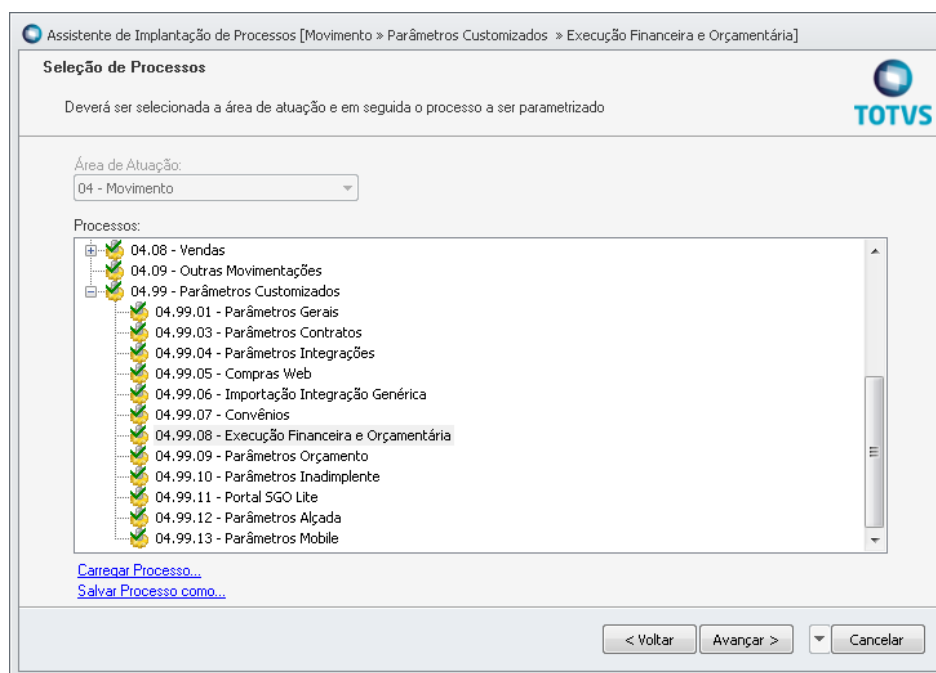 Assistente de Implantação de Processos [Movimento » Parâmetros Customizados » Execução Financeira e Orçamentária]
Seleção de Processos
Deverá ser selecionada a área de atuação e em seguida o processo a ser parametrizado
TOTVS
Área de Atuação:
04 - Movimento
Processos:
04.08 - Vendas
04.09 - Outras Movimentações
04.99 - Parâmetros Customizados
04.99.01 - Parâmetros Gerais
04.99.03 - Parâmetros Contratos
04.99.04 - Parâmetros Integrações
04.99.05 - Compras Web
04.99.06 - Importação Integração Genérica
04.99.07 - Convênios
04.99.08 - Execução Financeira e Orçamentária
04.99.09 - Parâmetros Orçamento
04.99.10 - Parâmetros Inadimplente
04.99.11 - Portal SGO Lite
04.99.12 - Parâmetros Alçada
04.99.13 - Parâmetros Mobile
Carregar Processo...
Salvar Processo como...
< Voltar Avançar > Cancelar